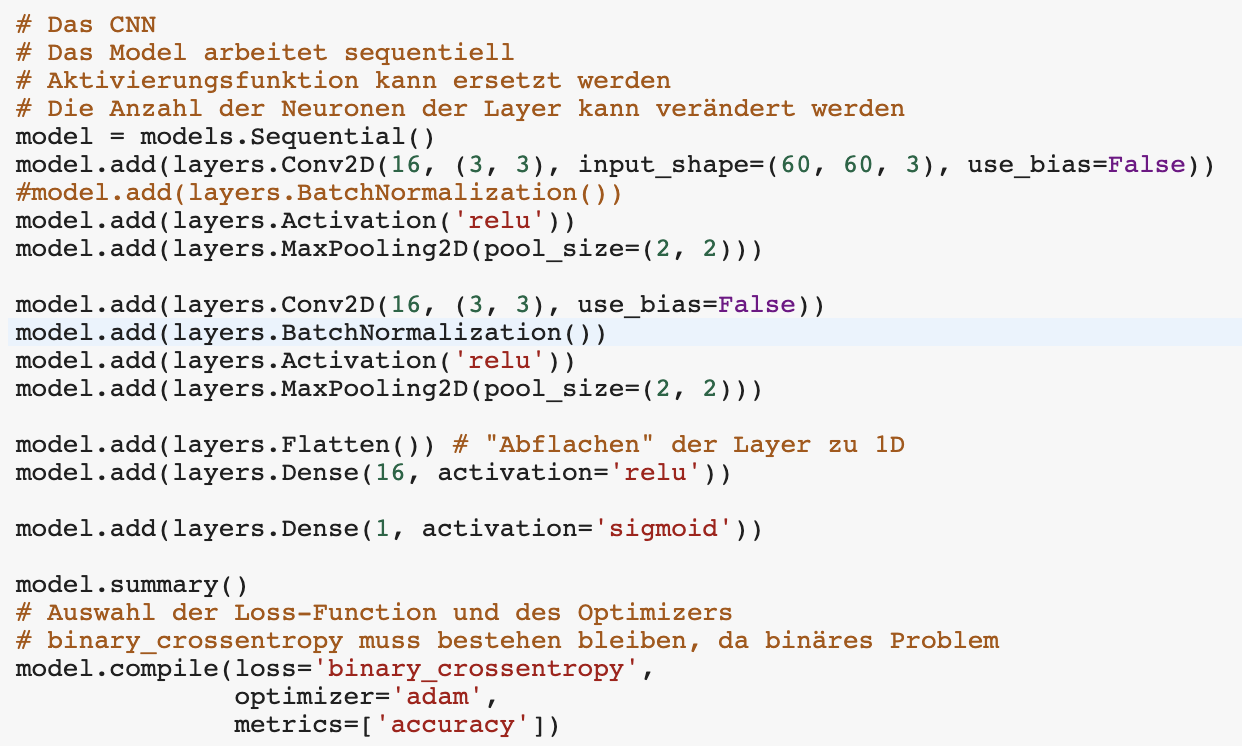 # Das CNN
# Das Model arbeitet sequentiell
# Aktivierungsfunktion kann ersetzt werden
# Die Anzahl der Neuronen der Layer kann verändert werden
model = models.Sequential()
model.add(layers.Conv2D(16, (3, 3), input_shape=(60, 60, 3), use_bias=False))
#model.add(layers.BatchNormalization())
model.add(layers.Activation('relu'))
model.add(layers.MaxPooling2D(pool_size=(2, 2)))

model.add(layers.Conv2D(16, (3, 3), use_bias=False))
model.add(layers.BatchNormalization())
model.add(layers.Activation('relu'))
model.add(layers.MaxPooling2D(pool_size=(2, 2)))

model.add(layers.Flatten()) # "Abflachen" der Layer zu 1D
model.add(layers.Dense(16, activation='relu'))

model.add(layers.Dense(1, activation='sigmoid'))

model.summary()
# Auswahl der Loss-Function und des Optimizers
# binary_crossentropy muss bestehen bleiben, da binäres Problem
model.compile(loss='binary_crossentropy',
              optimizer='adam',
              metrics=['accuracy'])